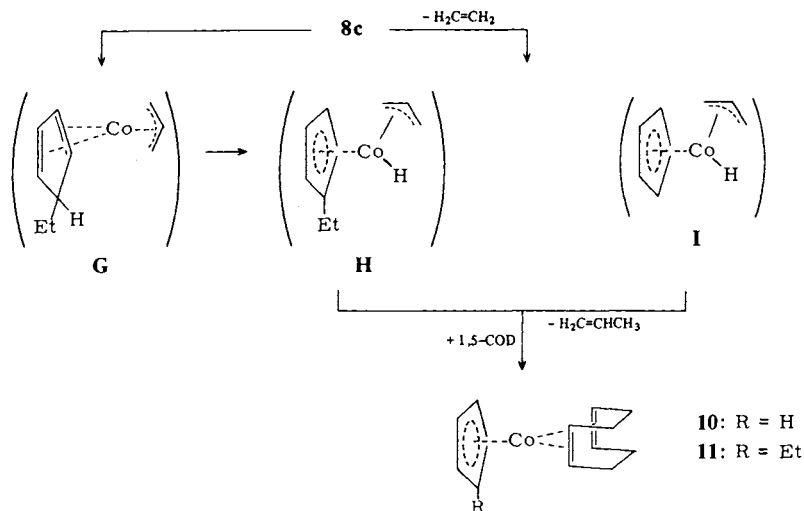 8c
- H₂C=CH₂
Co
H
Et
G
Co
H
Et
H
Co
H
I
+ 1,5-COD
- H₂C=CHCH₃
Co
R
10: R = H
11: R = Et